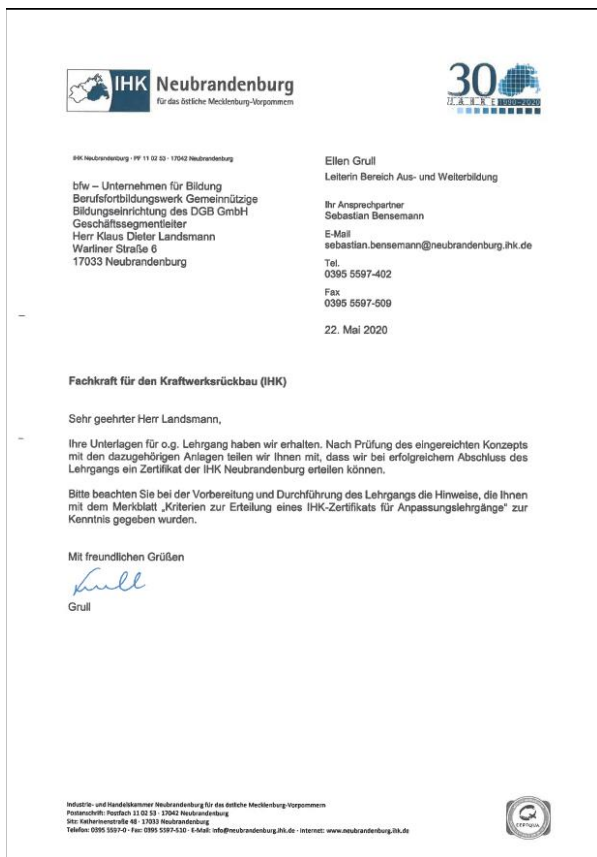 IHK Neubrandenburg
für das östliche Mecklenburg-Vorpommern
30
JAHRE 1990-2020
IHK Neubrandenburg - PF 11 02 53 - 17042 Neubrandenburg
bfw – Unternehmen für Bildung
Berufsfortbildungswerk Gemeinnützige
Bildungseinrichtung des DGB GmbH
Geschäftssegmentleiter
Herr Klaus Dieter Landsmann
Warliner Straße 6
17033 Neubrandenburg
Ellen Grull
Leiterin Bereich Aus- und Weiterbildung
Ihr Ansprechpartner
Sebastian Bensemann
E-Mail
sebastian.bensemann@neubrandenburg.ihk.de
Tel.
0395 5597-402
Fax
0395 5597-509
22. Mai 2020
Fachkraft für den Kraftwerksrückbau (IHK)
Sehr geehrter Herr Landsmann,
Ihre Unterlagen für o.g. Lehrgang haben wir erhalten. Nach Prüfung des eingereichten Konzepts
mit den dazugehörigen Anlagen teilen wir Ihnen mit, dass wir bei erfolgreichem Abschluss des
Lehrgangs ein Zertifikat der IHK Neubrandenburg erteilen können.
Bitte beachten Sie bei der Vorbereitung und Durchführung des Lehrgangs die Hinweise, die Ihnen
mit dem Merkblatt „Kriterien zur Erteilung eines IHK-Zertifikats für Anpassungslehrgänge“ zur
Kenntnis gegeben wurden.
Mit freundlichen Grüßen
Grull
Grull
Industrie- und Handelskammer Neubrandenburg für das östliche Mecklenburg-Vorpommern
Postanschrift: Postfach 11 02 53 - 17042 Neubrandenburg
Sitz: Katharinenstraße 48 - 17033 Neubrandenburg
Telefon: 0395 5597-0 - Fax: 0395 5597-510 - E-Mail: info@neubrandenburg.ihk.de - Internet: www.neubrandenburg.ihk.de
CERTQUA